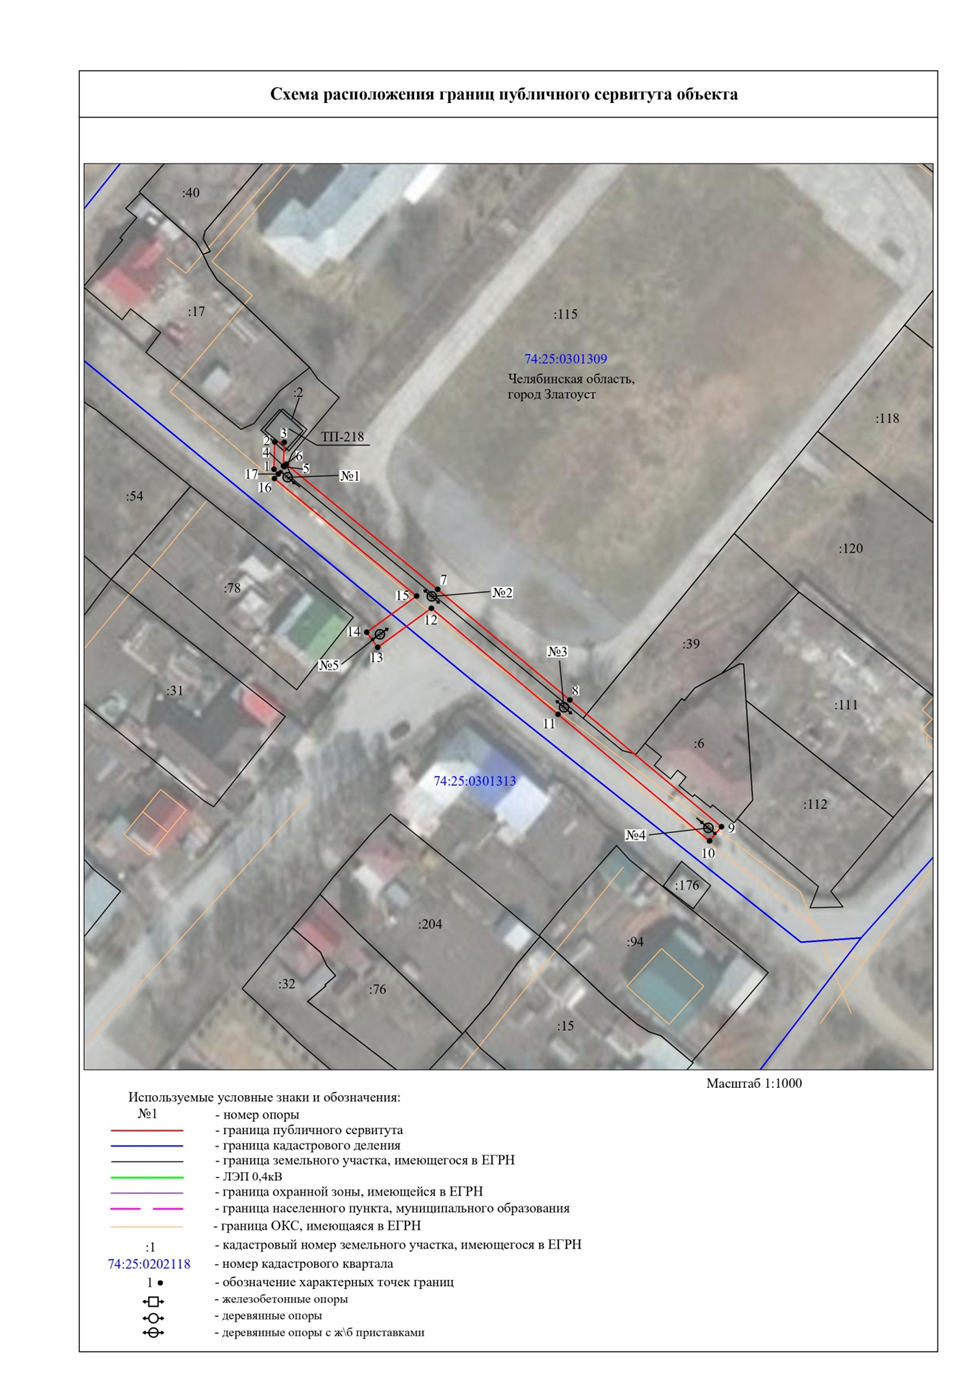 Схема расположения границ публичного сервитута объекта
:40
:17
:115
74:25:0301309
Челябинская область,
город Златоуст
:2
:118
ТП-218
2
3
4
6
1
5
17
№1
16
:54
:120
:78
7
15
№2
12
14
№5
13
:39
№3
8
11
:31
:111
:6
74:25:0301313
:112
№4
9
10
:176
:204
:94
:32
:76
:15
Масштаб 1:1000
Используемые условные знаки и обозначения:
№1 - номер опоры
- граница публичного сервитута
- граница кадастрового деления
- граница земельного участка, имеющегося в ЕГРН
- ЛЭП 0,4кВ
- граница охранной зоны, имеющейся в ЕГРН
- граница населенного пункта, муниципального образования
- граница ОКС, имеющаяся в ЕГРН
:1 - кадастровый номер земельного участка, имеющегося в ЕГРН
74:25:0202118 - номер кадастрового квартала
1 - обозначение характерных точек границ
- железобетонные опоры
- деревянные опоры
- деревянные опоры с ж\б приставками